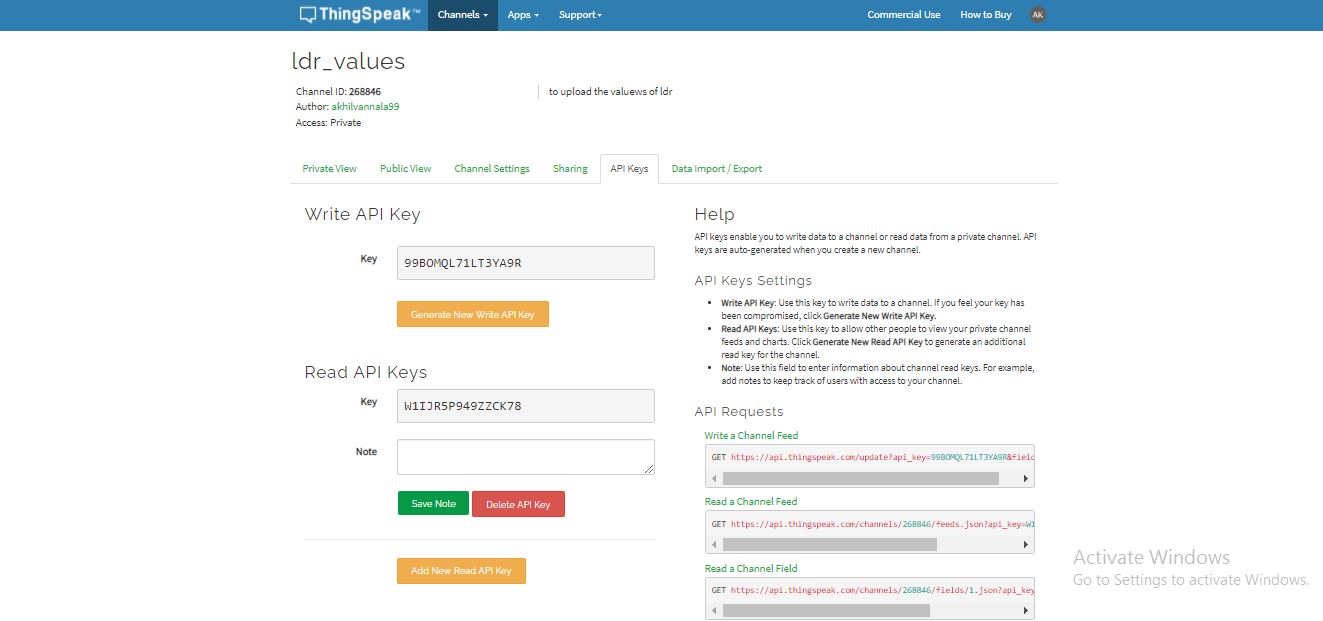 ThingSpeak™ Channels Apps Support Commercial Use How to Buy AK
ldr_values
Channel ID: 268846
to upload the valuews of ldr
Author: akhilvannala99
Access: Private
Private View Public View Channel Settings Sharing API Keys Data Import / Export
Write API Key
Key
99BOMQL71LT3YA9R
Generate New Write API Key
Read API Keys
Key
W1IJR5P949ZZCK78
Note
Save Note Delete API Key
Add New Read API Key
Help
API keys enable you to write data to a channel or read data from a private channel. API
keys are auto-generated when you create a new channel.
API Keys Settings
• Write API Key: Use this key to write data to a channel. If you feel your key has
been compromised, click Generate New Write API Key.
• Read API Keys: Use this key to allow other people to view your private channel
feeds and charts. Click Generate New Read API Key to generate an additional
read key for the channel.
• Note: Use this field to enter information about channel read keys. For example,
add notes to keep track of users with access to your channel.
API Requests
Write a Channel Feed
GET https://api.thingspeak.com/update?api_key=99BOMQL71LT3YA9R&field
Read a Channel Feed
GET https://api.thingspeak.com/channels/268846/feeds.json?api_key=W1
Read a Channel Field
GET https://api.thingspeak.com/channels/268846/fields/1.json?api_key
Activate Windows
Go to Settings to activate Windows.